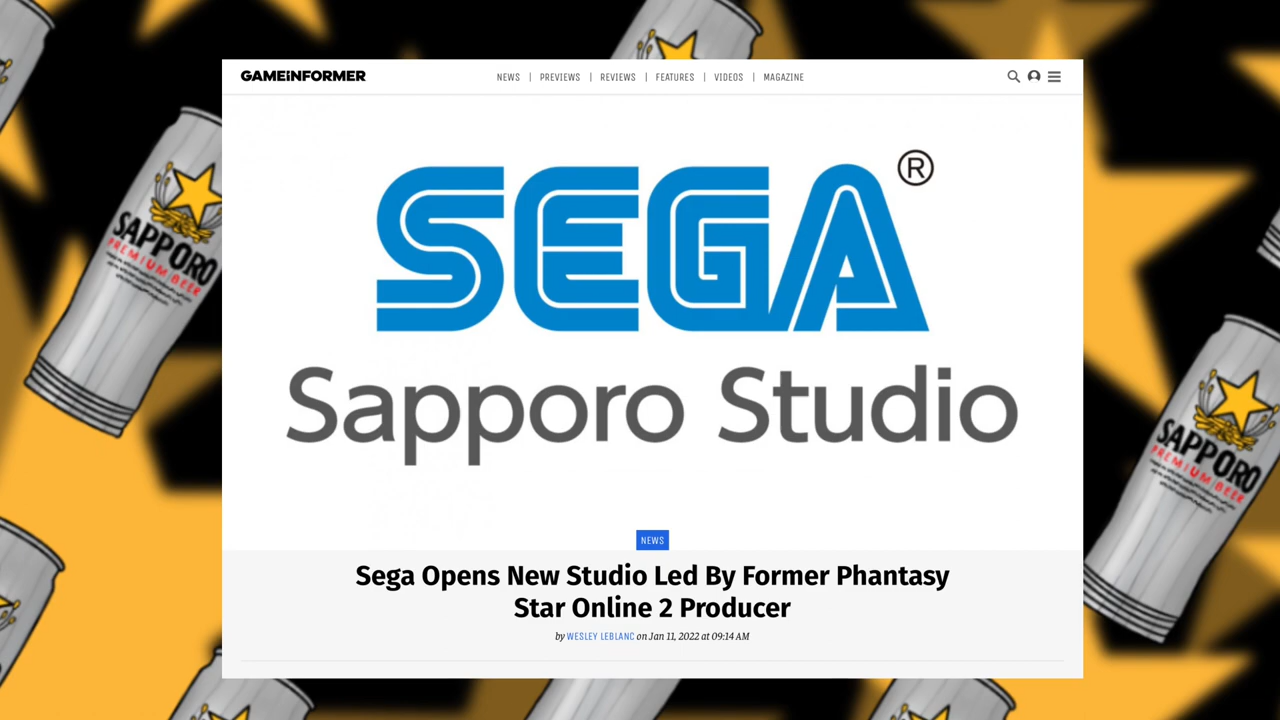 GAMEINFORMER
NEWS | PREVIEWS | REVIEWS | FEATURES | VIDEOS | MAGAZINE
SEGA®
Sapporo Studio
NEWS
Sega Opens New Studio Led By Former Phantasy
Star Online 2 Producer
by WESLEY LEBLANC on Jan 11, 2022 at 09:14 AM
SAPPORO
PREMIUM BEER
SAPPORO
PREMIUM BEER